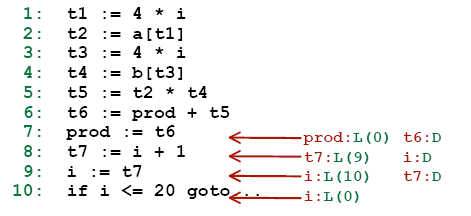 1: t1 := 4 * i
2: t2 := a[t1]
3: t3 := 4 * i
4: t4 := b[t3]
5: t5 := t2 * t4
6: t6 := prod + t5
7: prod := t6
prod:L(0) t6:D
8: t7 := i + 1
t7:L(9) i:D
9: i := t7
i:L(10) t7:D
10: if i <= 20 goto ..
i:L(0)